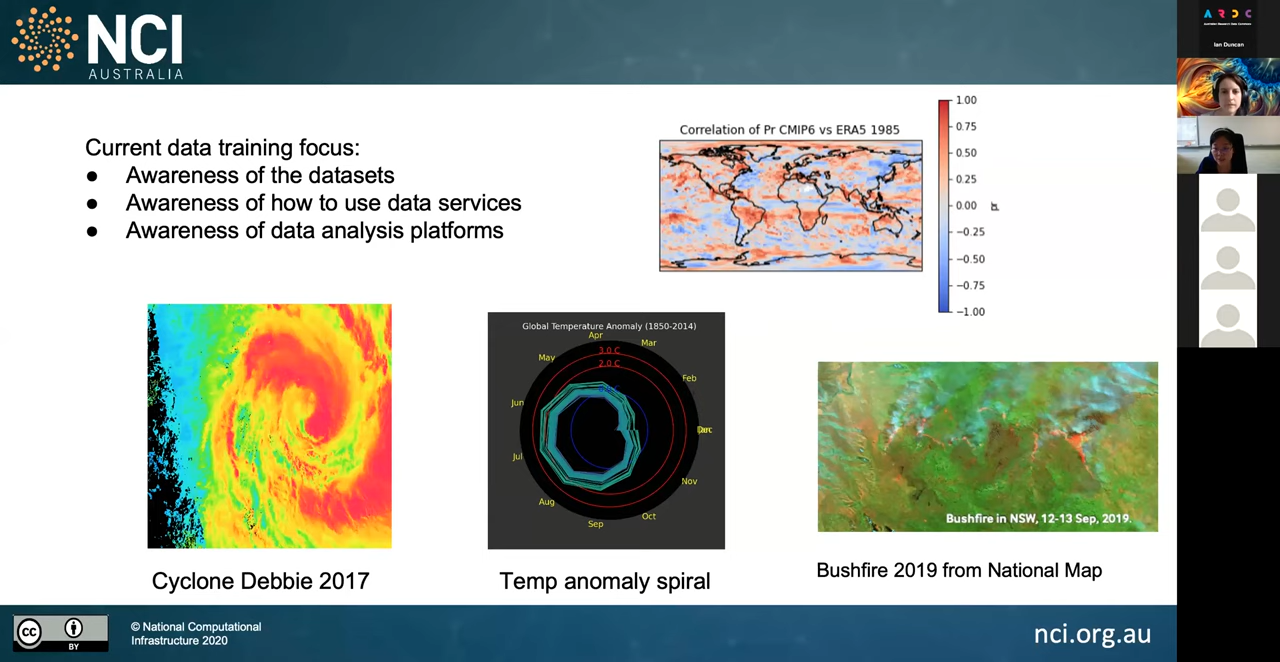 NCI
AUSTRALIA
Current data training focus:
● Awareness of the datasets
● Awareness of how to use data services
● Awareness of data analysis platforms
Correlation of Pr CMIP6 vs ERA5 1985
1.00
0.75
0.50
0.25
0.00
−0.25
−0.50
−0.75
−1.00
pr
Global Temperature Anomaly (1850-2014)
Apr
Mar
May
3.0 C
2.0 C
Feb
Jun
Jul
Nov
Aug
Oct
Sep
Bushfire in NSW, 12-13 Sep, 2019.
Cyclone Debbie 2017
Temp anomaly spiral
Bushfire 2019 from National Map
cc
BY
© National Computational
Infrastructure 2020
nci.org.au
ARDC
Ian Duncan